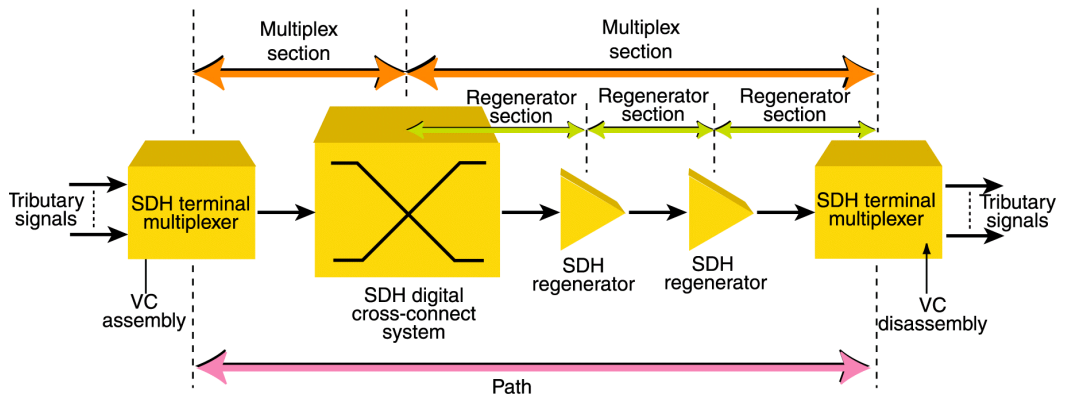 Multiplex
section
Multiplex
section
Regenerator
section
Regenerator
section
Regenerator
section
Tributary
signals
SDH terminal
multiplexer
SDH terminal
multiplexer
Tributary
signals
SDH
regenerator
SDH
regenerator
VC
assembly
SDH digital
cross-connect
system
VC
disassembly
Path